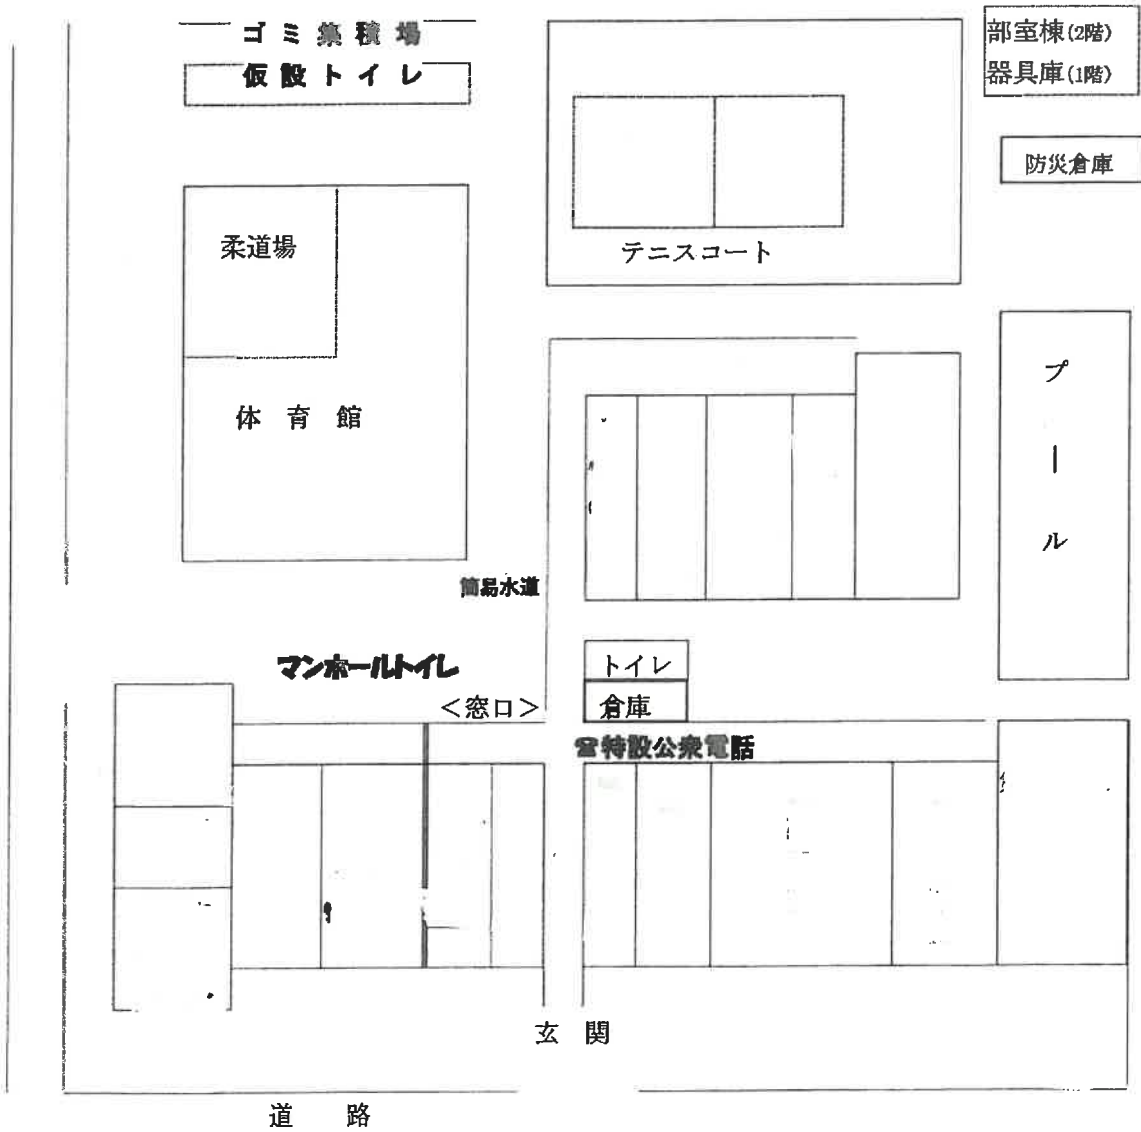 ゴミ集積場
仮設トイレ
部室棟(2階)
器具庫(1階)
防災倉庫
柔道場
テニスコート
体育館
プール
簡易水道
マンホールトイレ
トイレ
<窓口>
倉庫
☎特設公衆電話
玄関
道路